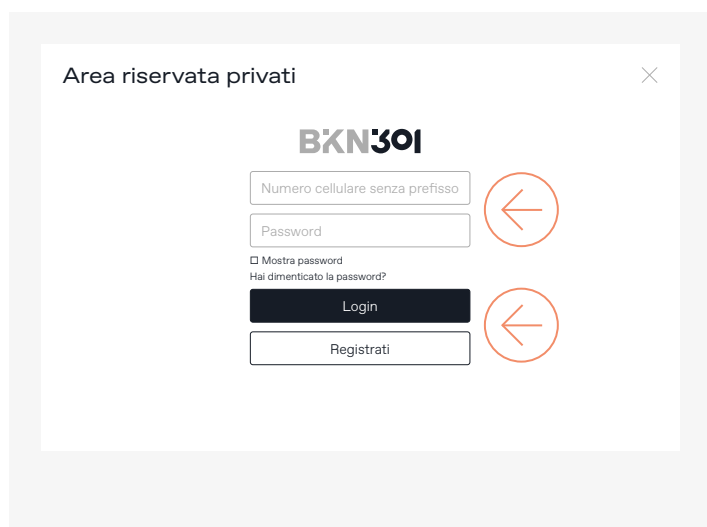 Area riservata privati
BKN301
Numero cellulare senza prefisso
Password
Mostra password
Hai dimenticato la password?
Login
Registrati